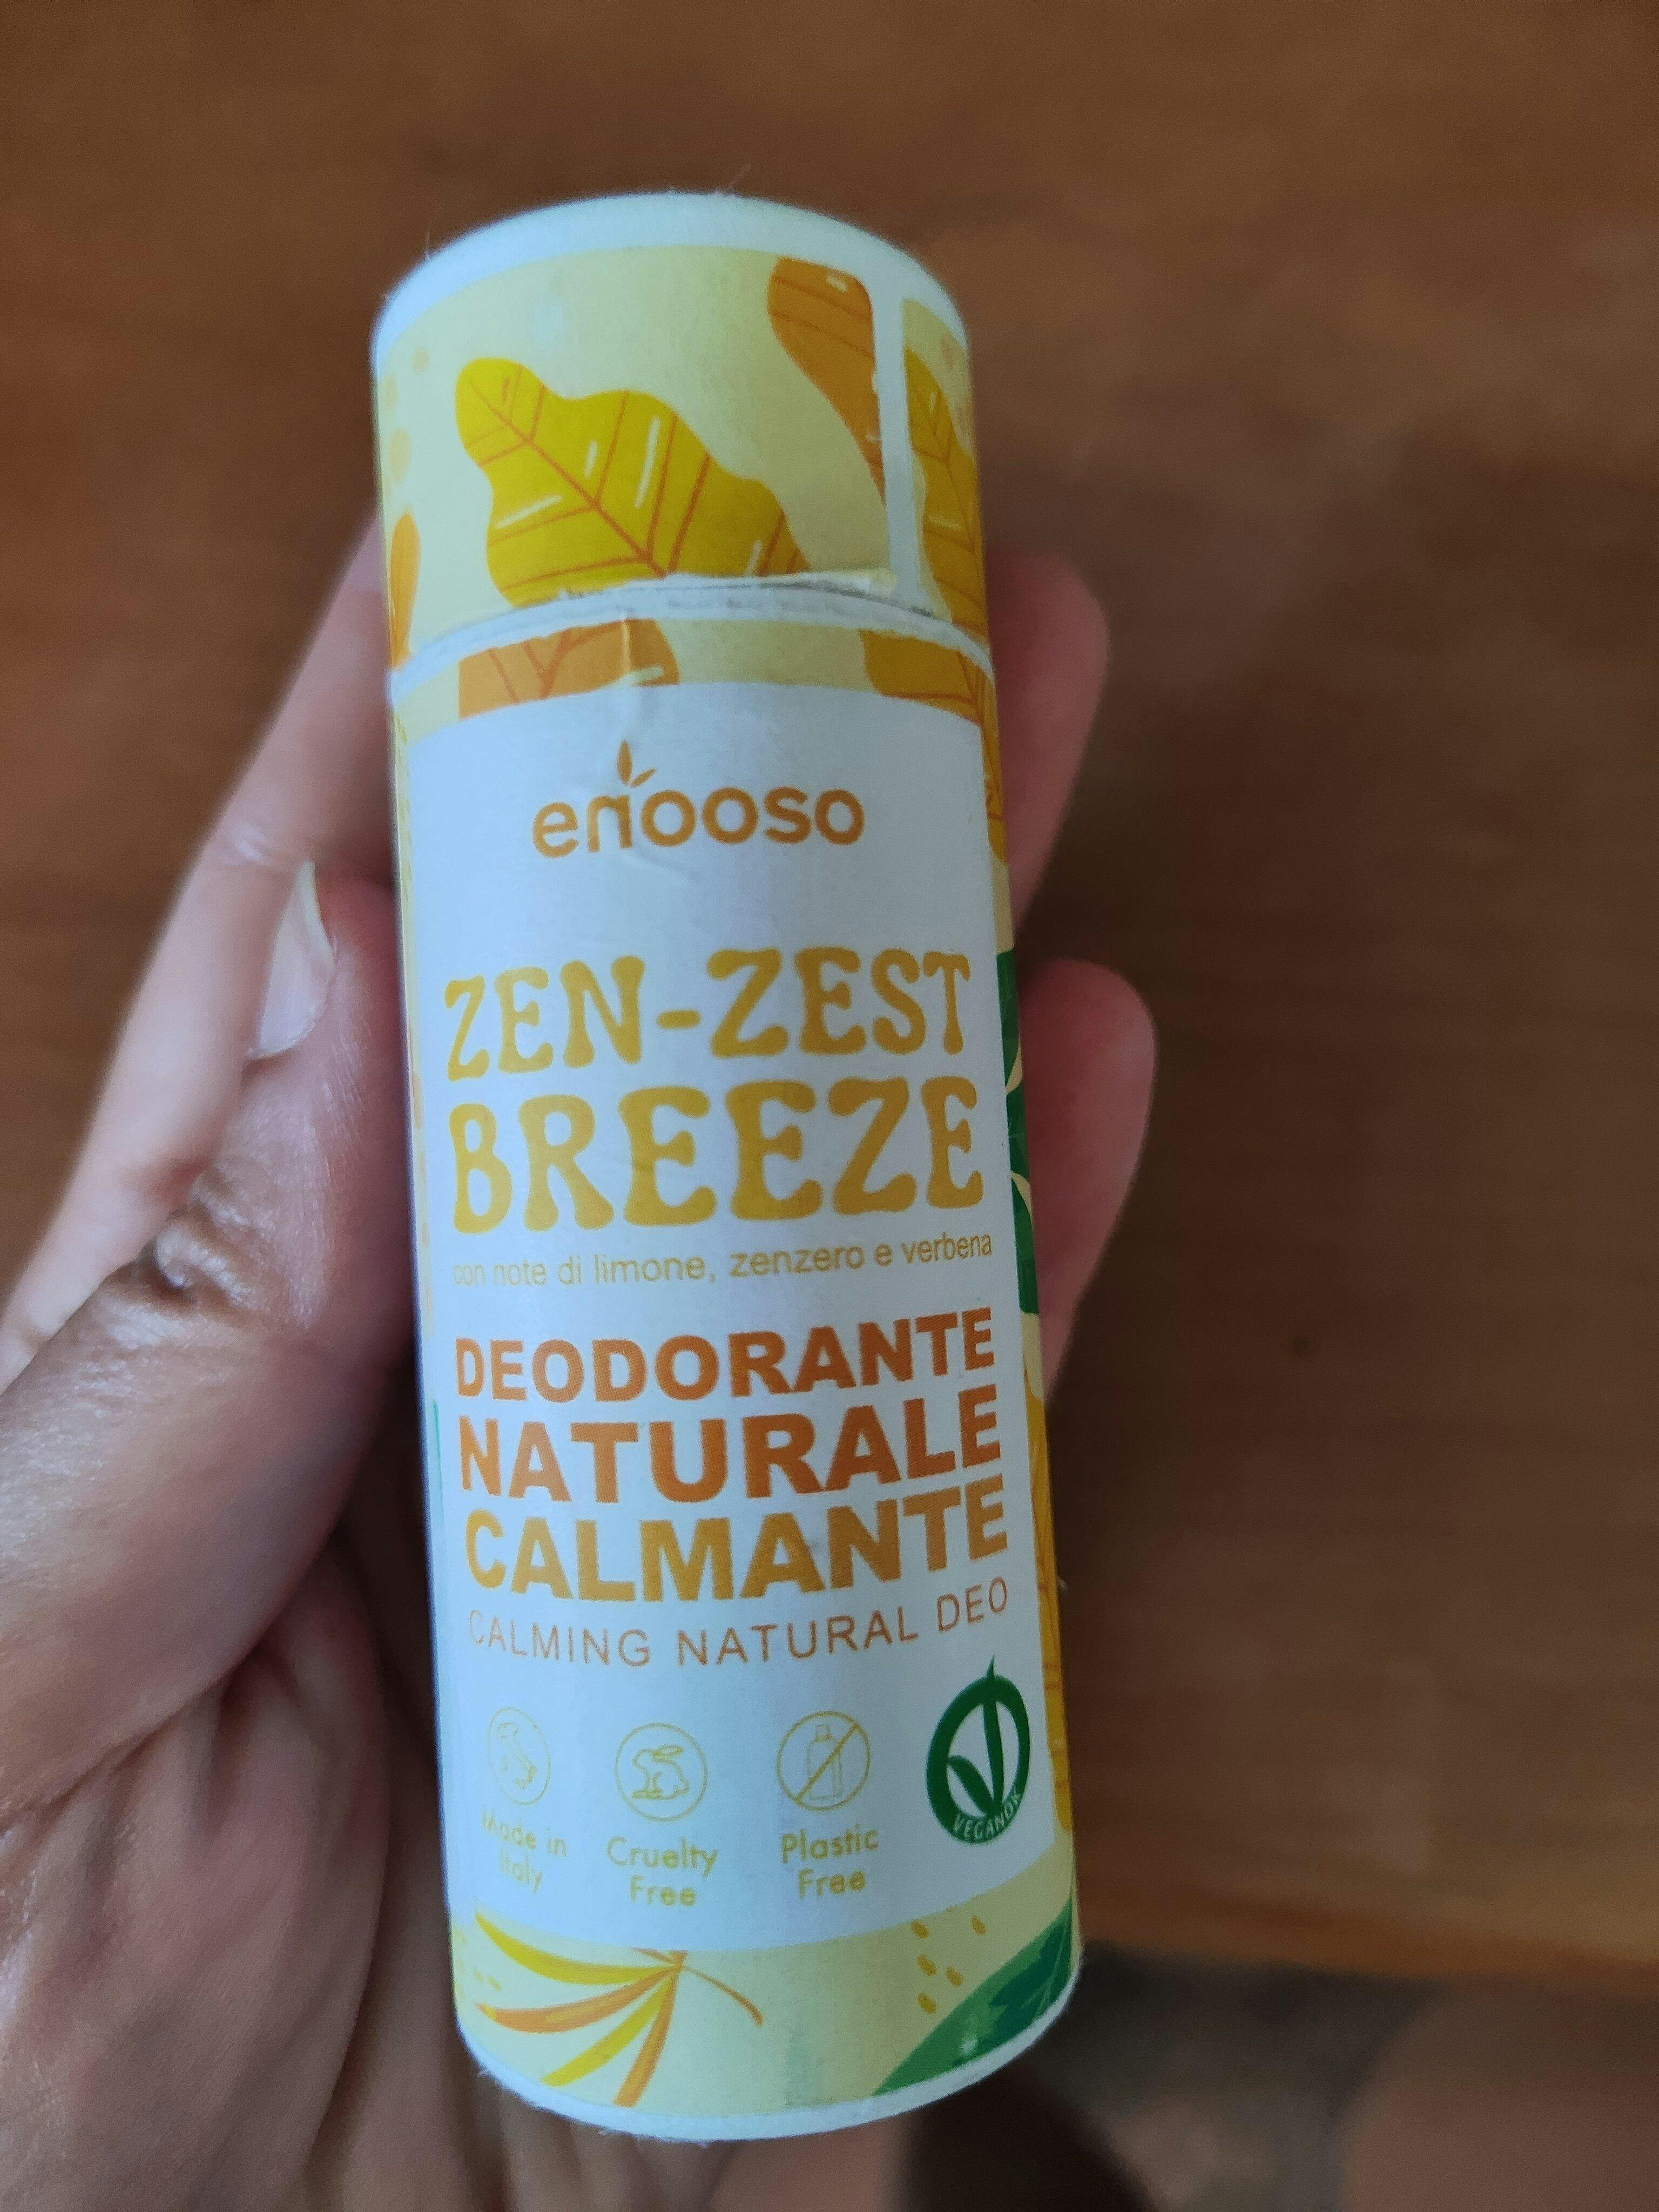 enooso
ZEN-ZEST
BREEZE
con note di limone, zenzero e verbena
DEODORANTE
NATURALE
CALMANTE
CALMING NATURAL DEO
Made in
Italy
Cruelty
Free
Plastic
Free
VEGANOK